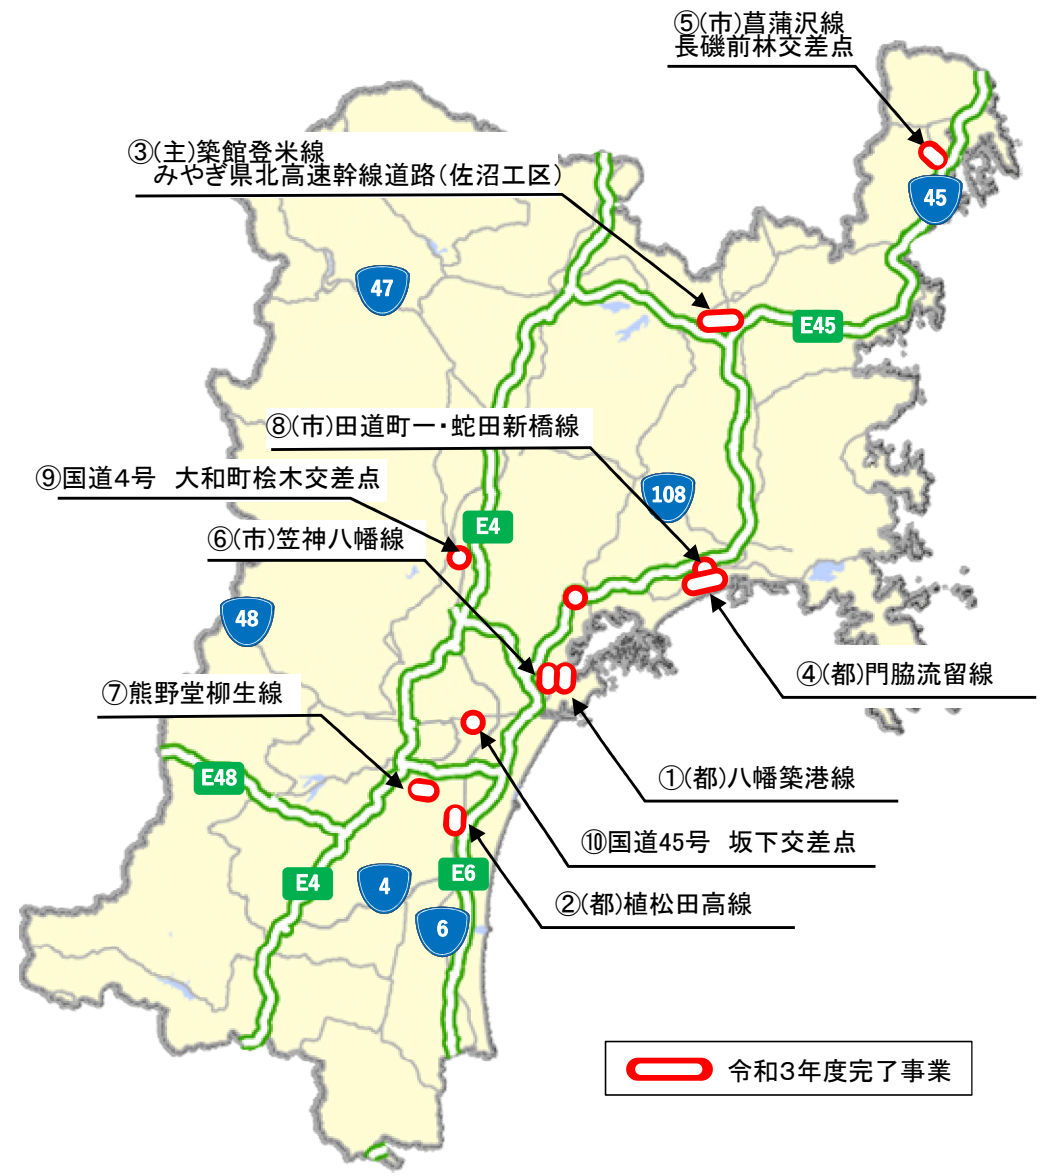 ⑤(市)菖蒲沢線
長磯前林交差点
③(主)築館登米線
みやぎ県北高速幹線道路(佐沼工区)
45
47
E45
⑧(市)田道町一・蛇田新橋線
⑨国道4号 大和町桧木交差点
108
E4
⑥(市)笠神八幡線
48
④(都)門脇流留線
⑦熊野堂柳生線
①(都)八幡築港線
E48
⑩国道45号 坂下交差点
E4
4
E6
②(都)植松田高線
6
令和3年度完了事業